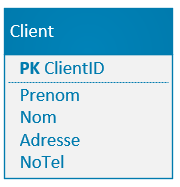 Client
PK ClientID
Prenom
Nom
Adresse
NoTel